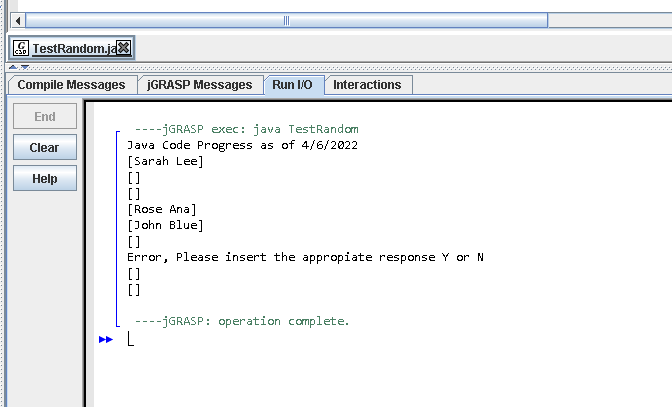 TestRandom.ja
Compile Messages
jGRASP Messages
Run I/O
Interactions
End
Clear
Help
----jGRASP exec: java TestRandom
Java Code Progress as of 4/6/2022
[Sarah Lee]
[]
[]
[Rose Ana]
[John Blue]
[]
Error, Please insert the appropiate response Y or N
[]
[]
----jGRASP: operation complete.